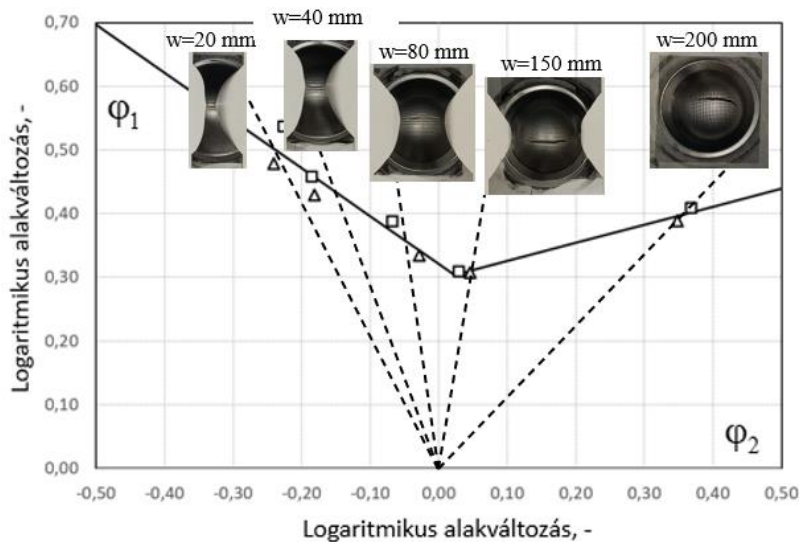 w=40 mm
w=20 mm
w=80 mm
w=150 mm
w=200 mm
0,70
0,60
0,50
0,40
0,30
0,20
0,10
0,00
φ1
φ2
Logaritmikus alakváltozás, -
-0,50
-0,40
-0,30
-0,20
-0,10
0,00
0,10
0,20
0,30
0,40
0,50
Logaritmikus alakváltozás, -